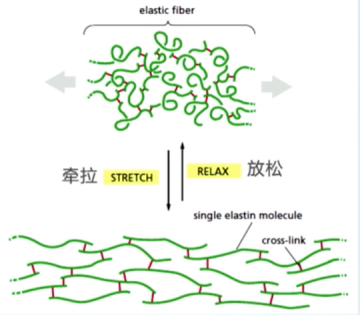 elastic fiber
牵拉 STRETCH
RELAX 放松
single elastin molecule
cross-link